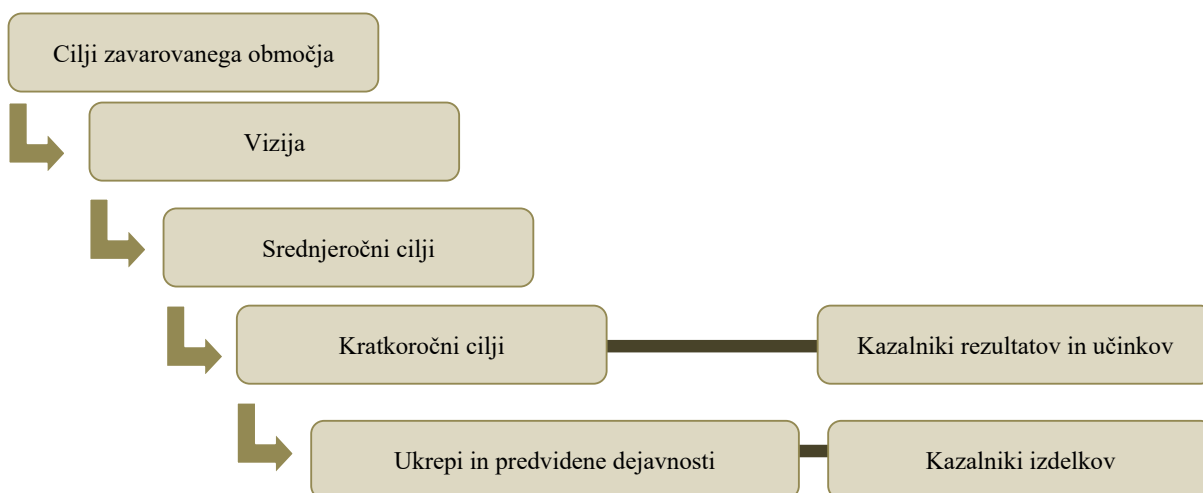 Cilji zavarovanega območja
Vizija
Srednjeročni cilji
Kratkoročni cilji
Kazalniki rezultatov in učinkov
Ukrepi in predvidene dejavnosti
Kazalniki izdelkov